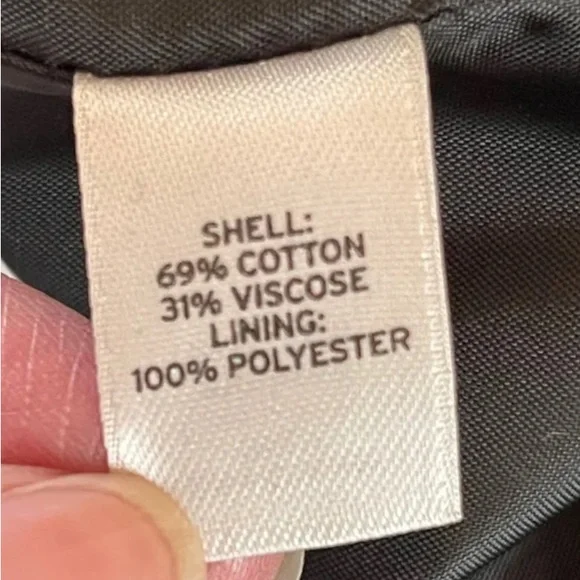 SHELL:
69% COTTON
31% VISCOSE
LINING:
100% POLYESTER